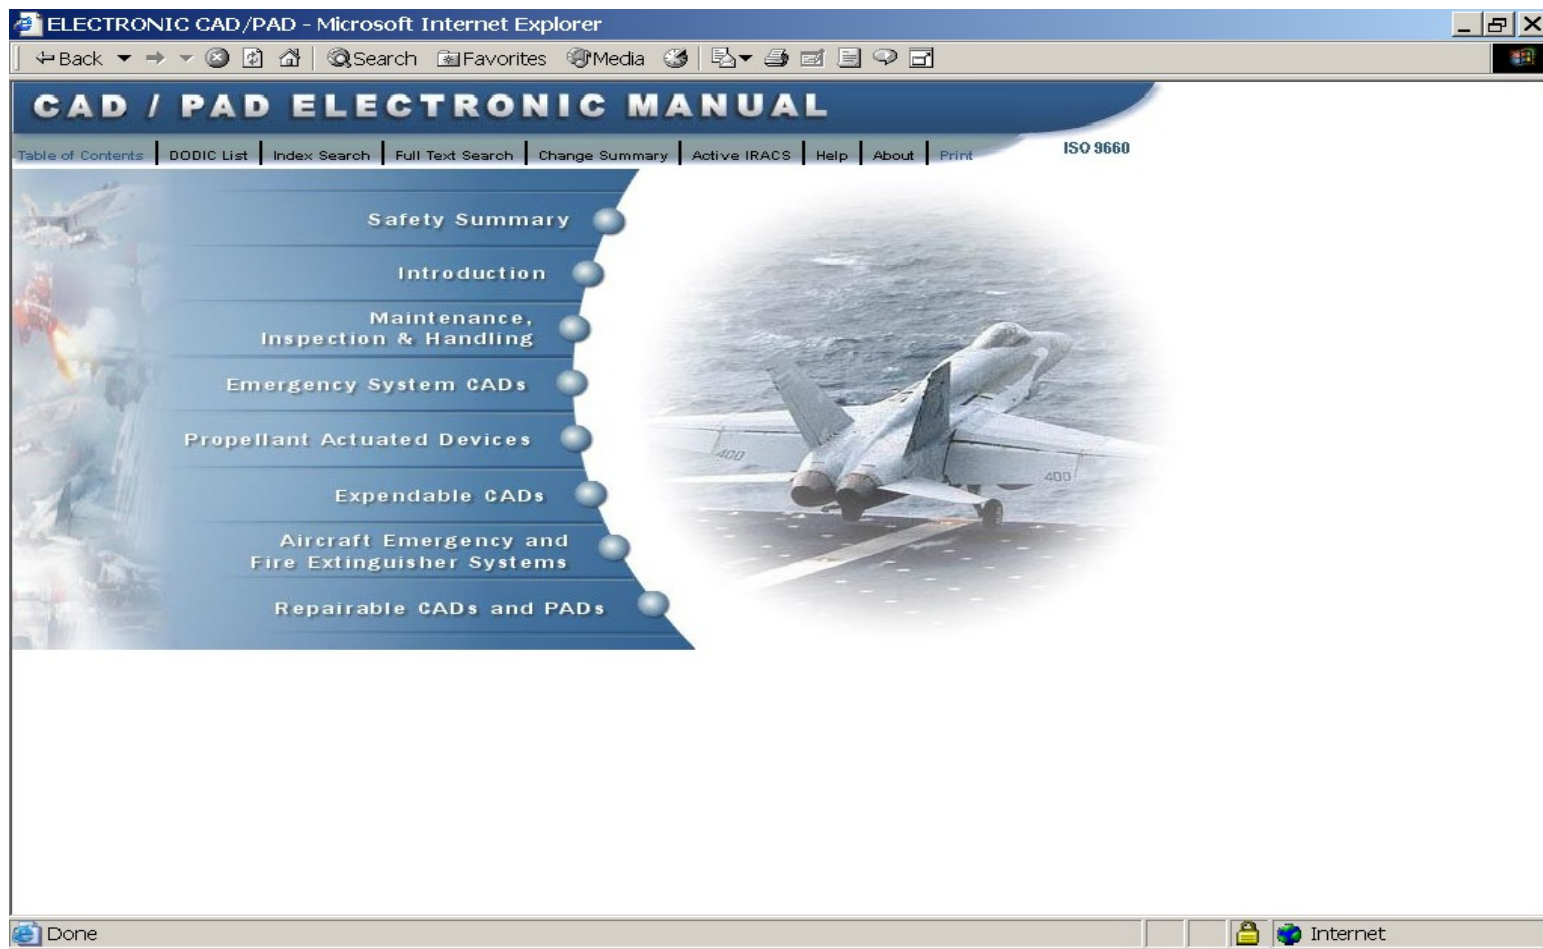 ELECTRONIC CAD/PAD - Microsoft Internet Explorer
Back Search Favorites Media
CAD / PAD ELECTRONIC MANUAL
Table of Contents DODIC List Index Search Full Text Search Change Summary Active IRACS Help About Print ISO 9660
Safety Summary
Introduction
Maintenance,
Inspection & Handling
Emergency System CADs
Propellant Actuated Devices
Expendable CADs
Aircraft Emergency and
Fire Extinguisher Systems
Repairable CADs and PADs
400
400
Done Internet